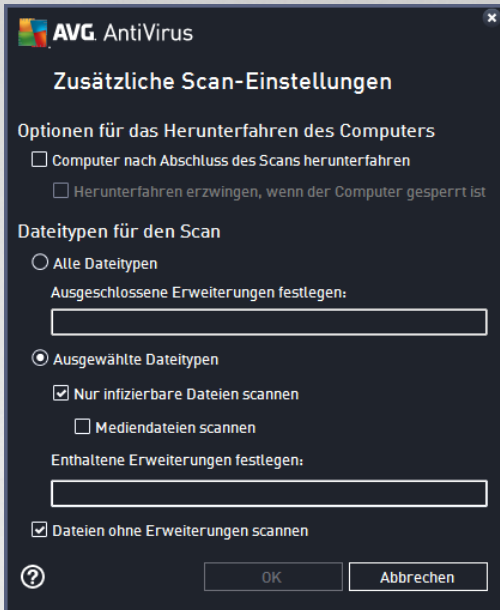 AVG. AntiVirus
Zusätzliche Scan-Einstellungen
Optionen für das Herunterfahren des Computers
Computer nach Abschluss des Scans herunterfahren
Herunterfahren erzwingen, wenn der Computer gesperrt ist
Dateitypen für den Scan
Alle Dateitypen
Ausgeschlossene Erweiterungen festlegen:
Ausgewählte Dateitypen
Nur infizierbare Dateien scannen
Mediendateien scannen
Enthaltene Erweiterungen festlegen:
Dateien ohne Erweiterungen scannen
? OK Abbrechen